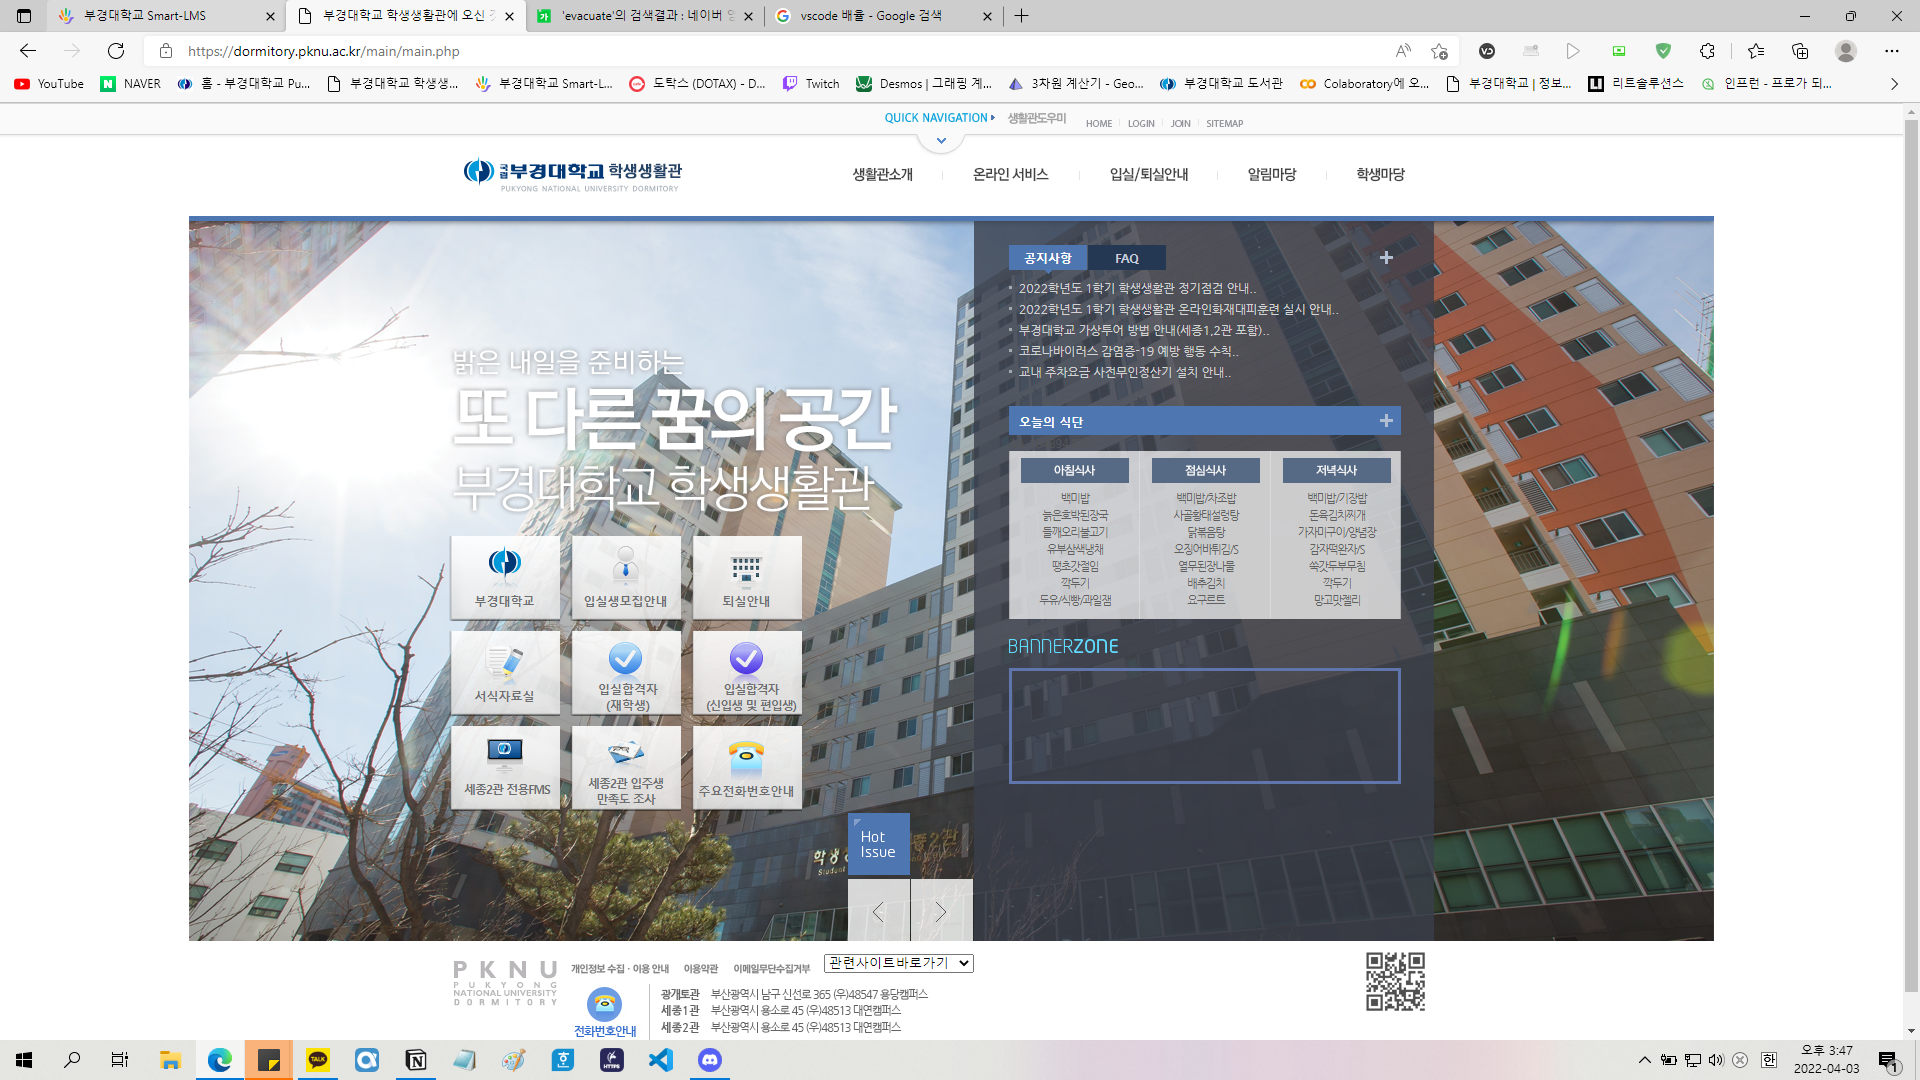 부경대학교 Smart-LMS
부경대학교 학생생활관에 오신 것
'evacuate'의 검색결과 : 네이버 영
vscode 배율 - Google 검색
https://dormitory.pknu.ac.kr/main/main.php
YouTube
NAVER
홈 - 부경대학교 Pu...
부경대학교 학생생...
부경대학교 Smart-L...
도탁스 (DOTAX) - D...
Twitch
Desmos | 그래핑 계...
3차원 계산기 - Geo...
부경대학교 도서관
Colaboratory에 오...
부경대학교 | 정보...
리트솔루션스
인프런 - 프로가 되...
QUICK NAVIGATION
생활관도우미
HOME
LOGIN
JOIN
SITEMAP
국립 부경대학교 학생생활관
PUKYONG NATIONAL UNIVERSITY DORMITORY
생활관소개
온라인 서비스
입실/퇴실안내
알림마당
학생마당
밝은 내일을 준비하는
또 다른 꿈의 공간
부경대학교 학생생활관
공지사항
FAQ
2022학년도 1학기 학생생활관 정기점검 안내..
2022학년도 1학기 학생생활관 온라인화재대피훈련 실시 안내..
부경대학교 가상투어 방법 안내(세종1,2관 포함)..
코로나바이러스 감염증-19 예방 행동 수칙..
교내 주차요금 사전무인정산기 설치 안내..
오늘의 식단
아침식사
백미밥
늙은호박된장국
들깨오리불고기
유부삼색냉채
땡초갓절임
깍두기
두유/식빵/과일잼
점심식사
백미밥/차조밥
사골황태설렁탕
닭볶음탕
오징어바튀김/S
열무된장나물
배추김치
요구르트
저녁식사
백미밥/기장밥
돈육김치찌개
가자미구이/양념장
감자떡완자/S
쑥갓두부무침
깍두기
망고맛젤리
BANNERZONE
부경대학교
입실생모집안내
퇴실안내
서식자료실
입실합격자
(재학생)
입실합격자
(신입생 및 편입생)
세종2관 전용FMS
세종2관 입주생
만족도 조사
주요전화번호안내
Hot
Issue
PKNU
PUKYONG
NATIONAL UNIVERSITY
DORMITORY
개인정보 수집 · 이용 안내
이용약관
이메일무단수집거부
관련사이트바로가기
전화번호안내
광개토관 부산광역시 남구 신선로 365 (우)48547 용당캠퍼스
세종1관 부산광역시 용소로 45 (우)48513 대연캠퍼스
세종2관 부산광역시 용소로 45 (우)48513 대연캠퍼스
TALK
HTTPS
한
오후 3:47
2022-04-03
1